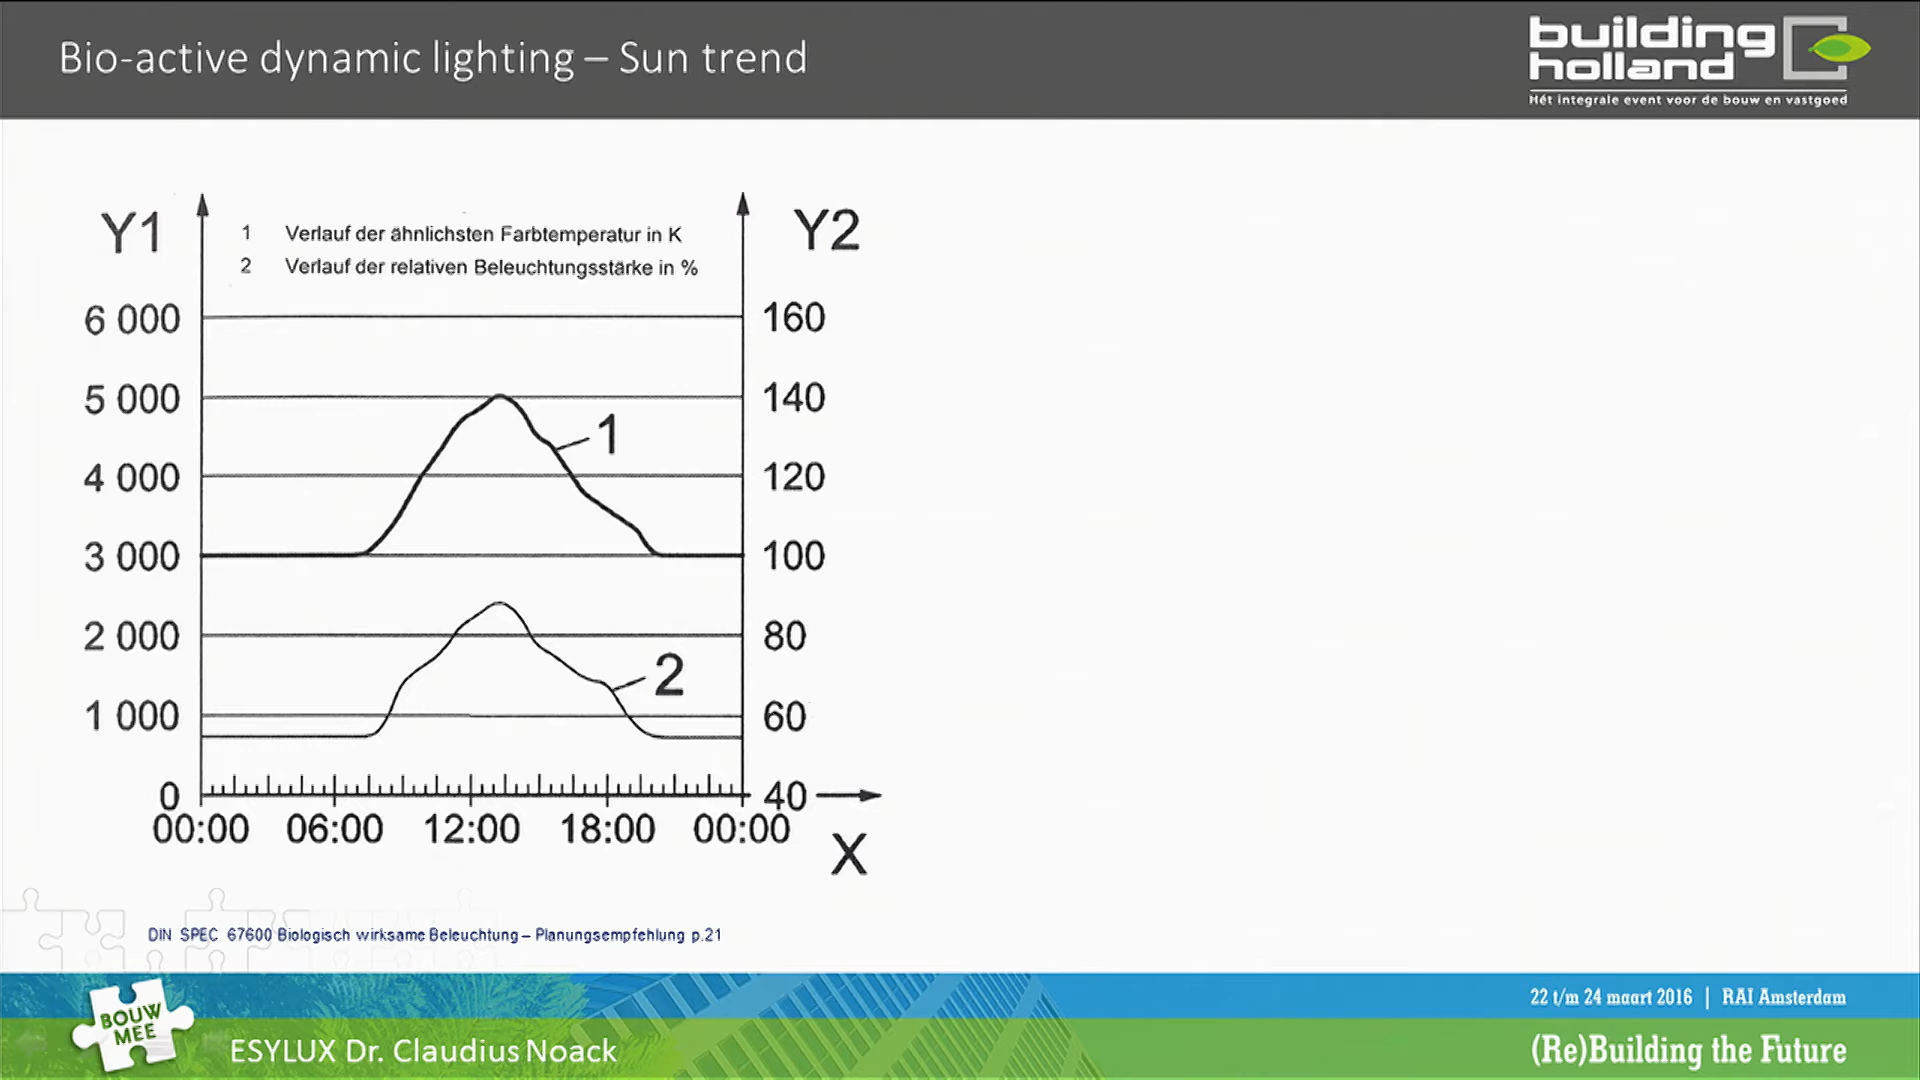 Bio-active dynamic lighting – Sun trend
building
holland
Hét integrale event voor de bouw en vastgoed
Y1
Y2
1 Verlauf der ähnlichsten Farbtemperatur in K
2 Verlauf der relativen Beleuchtungsstärke in %
6 000
160
5 000
140
1
4 000
120
3 000
100
2 000
80
2
1 000
60
0
40
00:00 06:00 12:00 18:00 00:00
X
DIN SPEC 67600 Biologisch wirksame Beleuchtung – Planungsempfehlung p.21
BOUW
MEE
ESYLUX Dr. Claudius Noack
22 t/m 24 maart 2016 | RAI Amsterdam
(Re)Building the Future